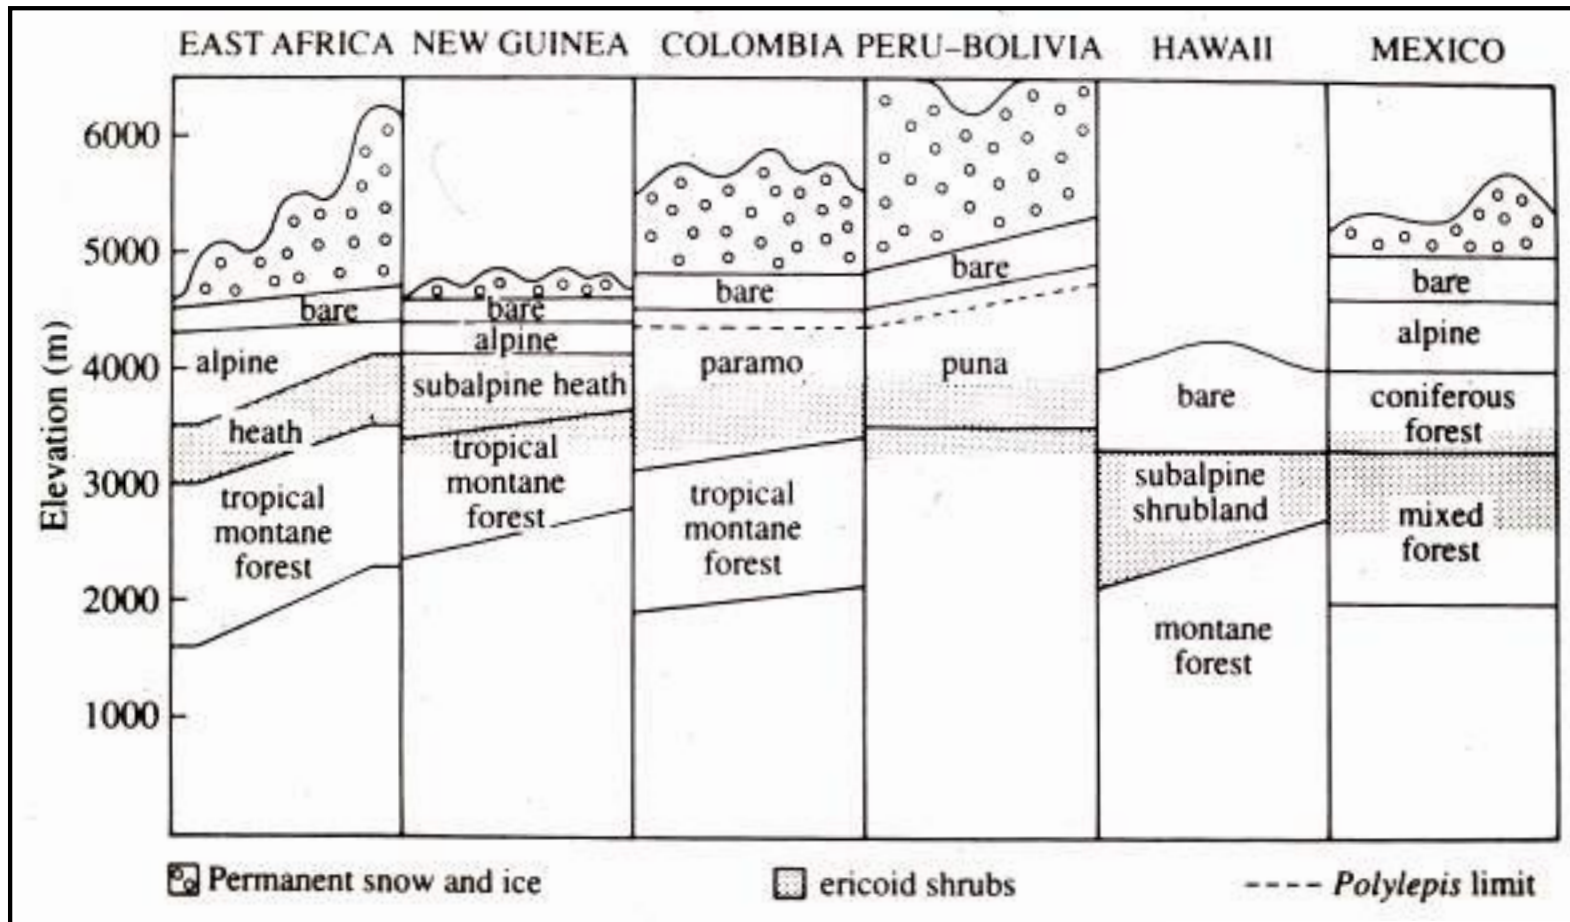 EAST AFRICA NEW GUINEA COLOMBIA PERU–BOLIVIA HAWAII MEXICO
Elevation (m)
6000
5000
4000
3000
2000
1000
bare
alpine
heath
tropical
montane
forest
bare
alpine
subalpine heath
tropical
montane
forest
bare
paramo
tropical
montane
forest
bare
puna
bare
subalpine
shrubland
montane
forest
bare
alpine
coniferous
forest
mixed
forest
Permanent snow and ice
ericoid shrubs
Polylepis limit